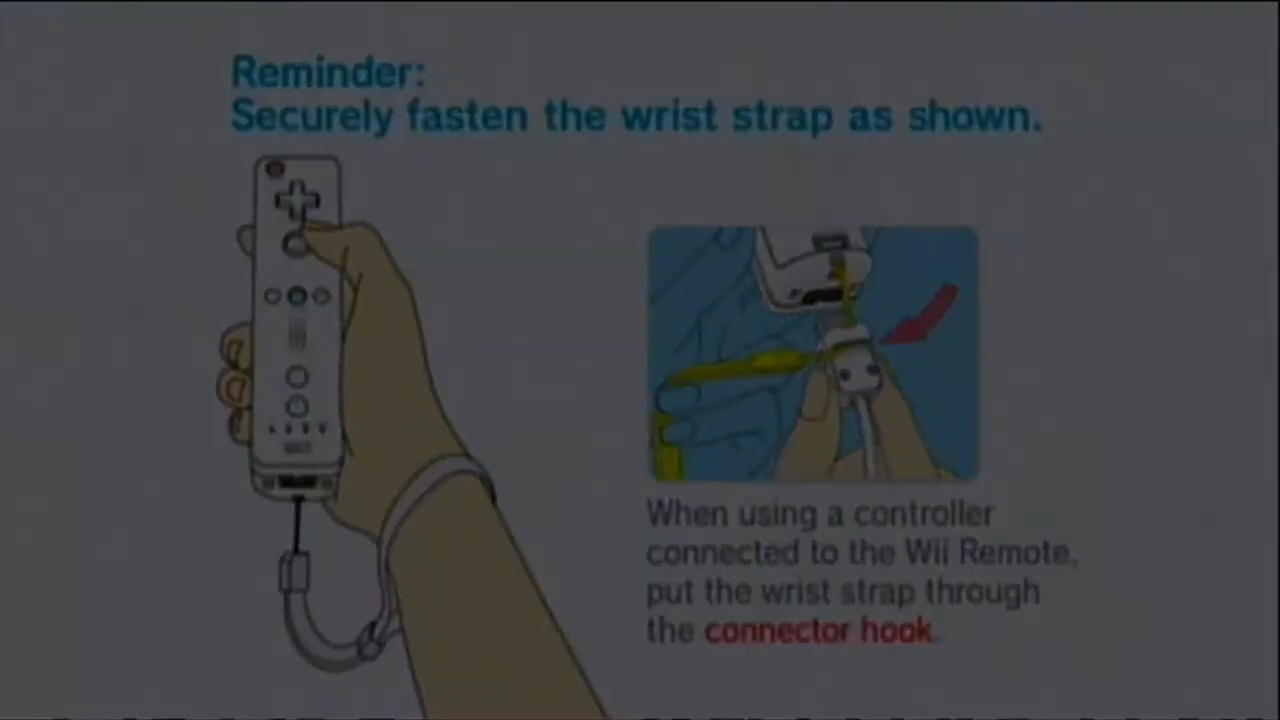 Reminder:
Securely fasten the wrist strap as shown.
When using a controller
connected to the Wii Remote,
put the wrist strap through
the connector hook.